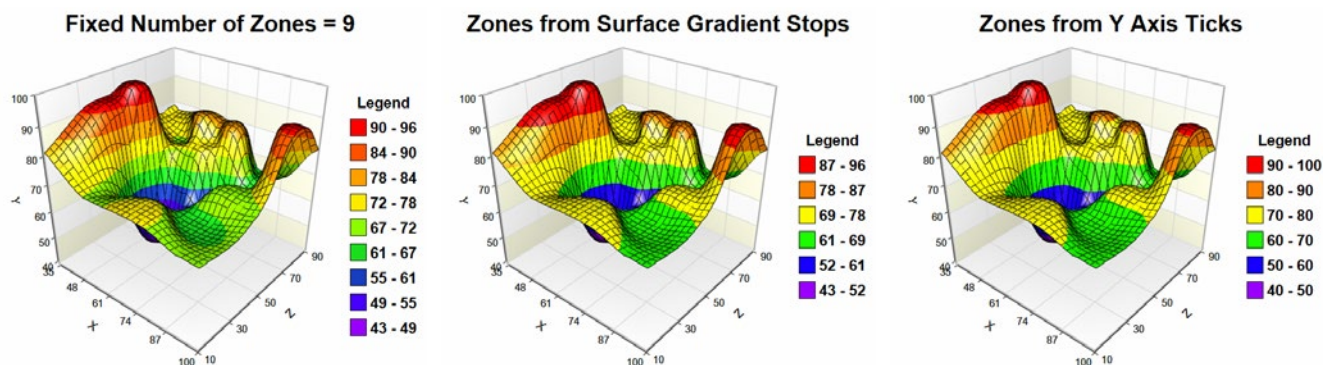 Fixed Number of Zones = 9
100
90
80
70
60
50
40
Y
35
48
61
74
87
100
X
10
30
50
70
90
Z
Legend
90 - 96
84 - 90
78 - 84
72 - 78
67 - 72
61 - 67
55 - 61
49 - 55
43 - 49
Zones from Surface Gradient Stops
100
90
80
70
60
50
40
Y
35
48
61
74
87
100
X
10
30
50
70
90
Z
Legend
87 - 96
78 - 87
69 - 78
61 - 69
52 - 61
43 - 52
Zones from Y Axis Ticks
100
90
80
70
60
50
40
Y
35
48
61
74
87
100
X
10
30
50
70
90
Z
Legend
90 - 100
80 - 90
70 - 80
60 - 70
50 - 60
40 - 50